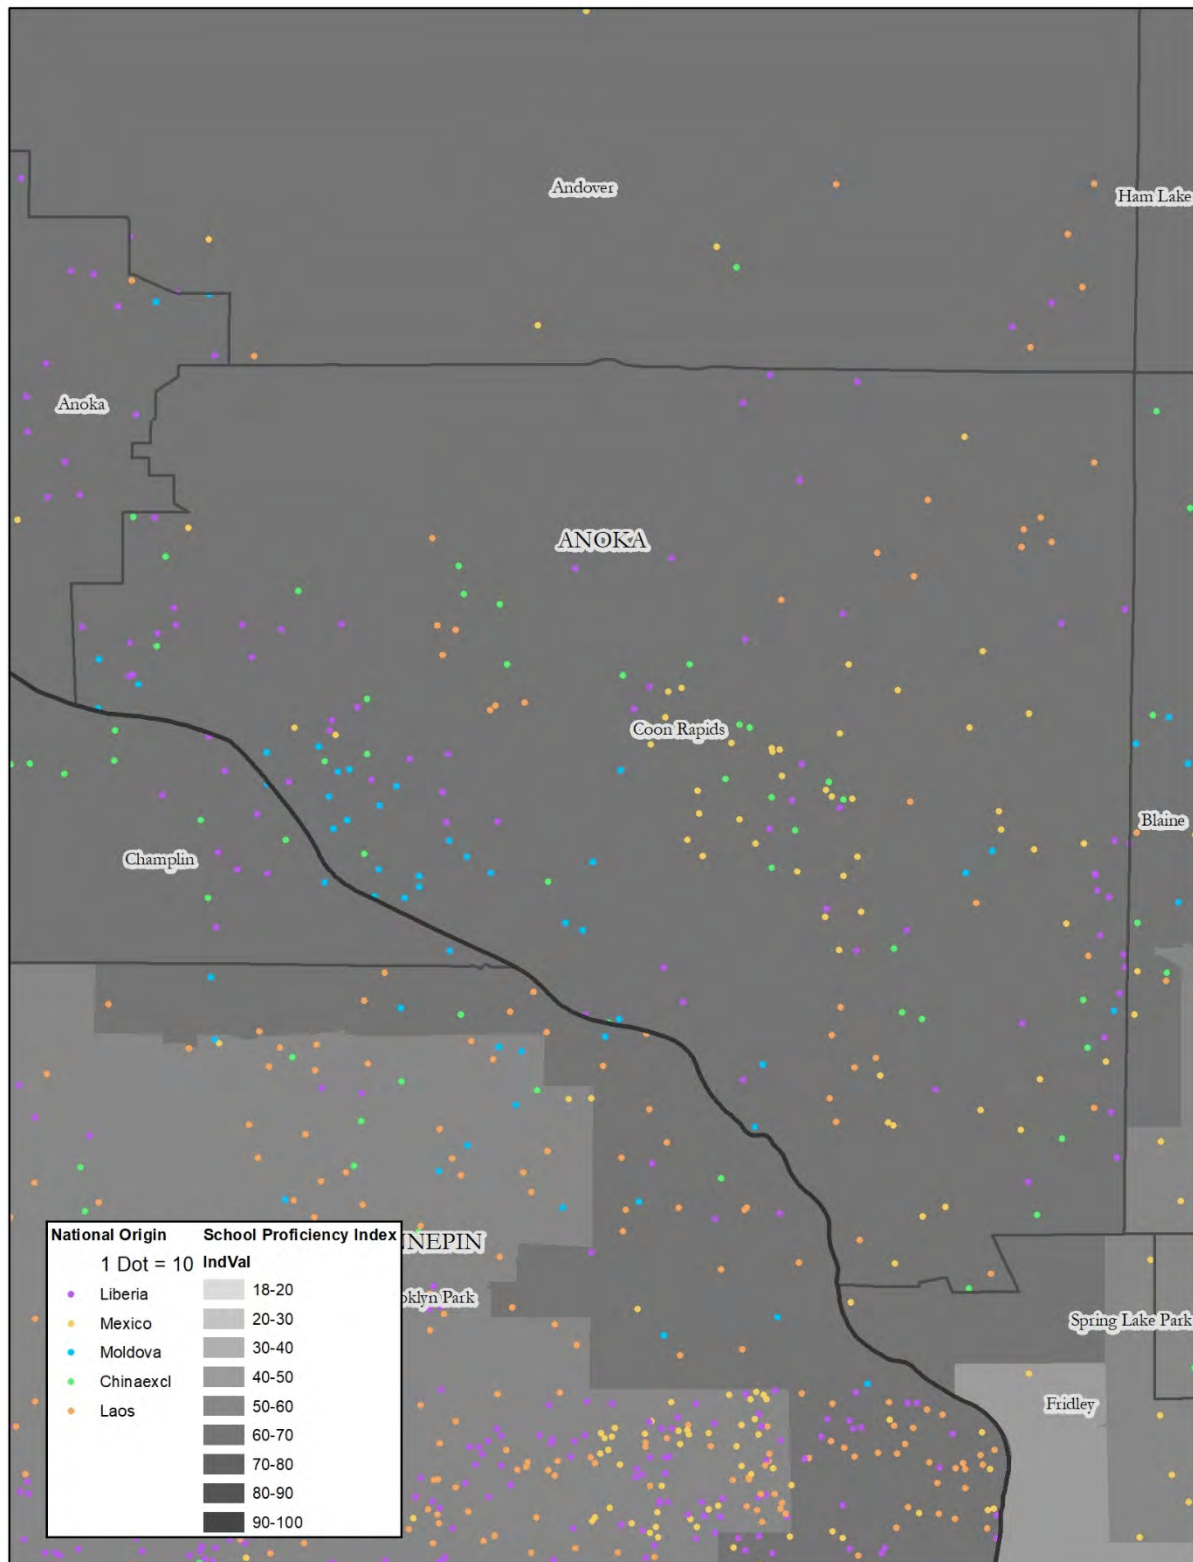 Andover
Ham Lake
Anoka
ANOKA
Coon Rapids
Blaine
Champlin
National Origin
1 Dot = 10
Liberia
Mexico
Moldova
Chinaexcl
Laos
School Proficiency Index
IndVal
18-20
20-30
30-40
40-50
50-60
60-70
70-80
80-90
90-100
NNEPIN
oklyn Park
Spring Lake Park
Fridley